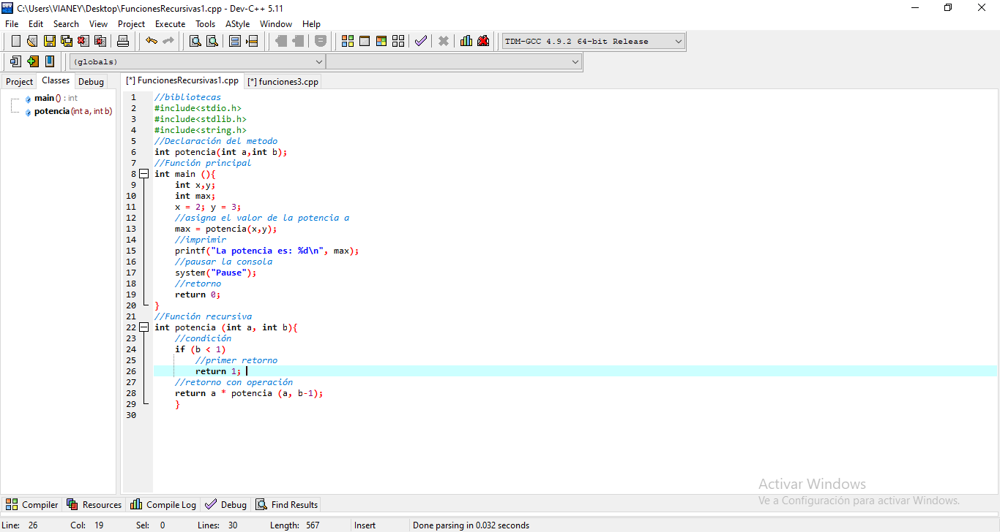 C:\Users\VIANEY\Desktop\FuncionesRecursivas1.cpp - Dev-C++ 5.11
File Edit Search View Project Execute Tools AStyle Window Help
TDM-GCC 4.9.2 64-bit Release
(globals)
Project Classes Debug [*] FuncionesRecursivas1.cpp [*] funciones3.cpp
main () : int
potencia (int a, int b)
1 //bibliotecas
2 #include<stdio.h>
3 #include<stdlib.h>
4 #include<string.h>
5 //Declaración del metodo
6 int potencia(int a,int b);
7 //Función principal
8 int main (){
9 int x,y;
10 int max;
11 x = 2; y = 3;
12 //asigna el valor de la potencia a
13 max = potencia(x,y);
14 //imprimir
15 printf("La potencia es: %d\n", max);
16 //pausar la consola
17 system("Pause");
18 //retorno
19 return 0;
20 }
21 //Función recursiva
22 int potencia (int a, int b){
23 //condición
24 if (b < 1)
25 //primer retorno
26 return 1;
27 //retorno con operación
28 return a * potencia (a, b-1);
29 }
30
Activar Windows
Ve a Configuración para activar Windows.
Compiler Resources Compile Log Debug Find Results
Line: 26 Col: 19 Sel: 0 Lines: 30 Length: 567 Insert Done parsing in 0.032 seconds